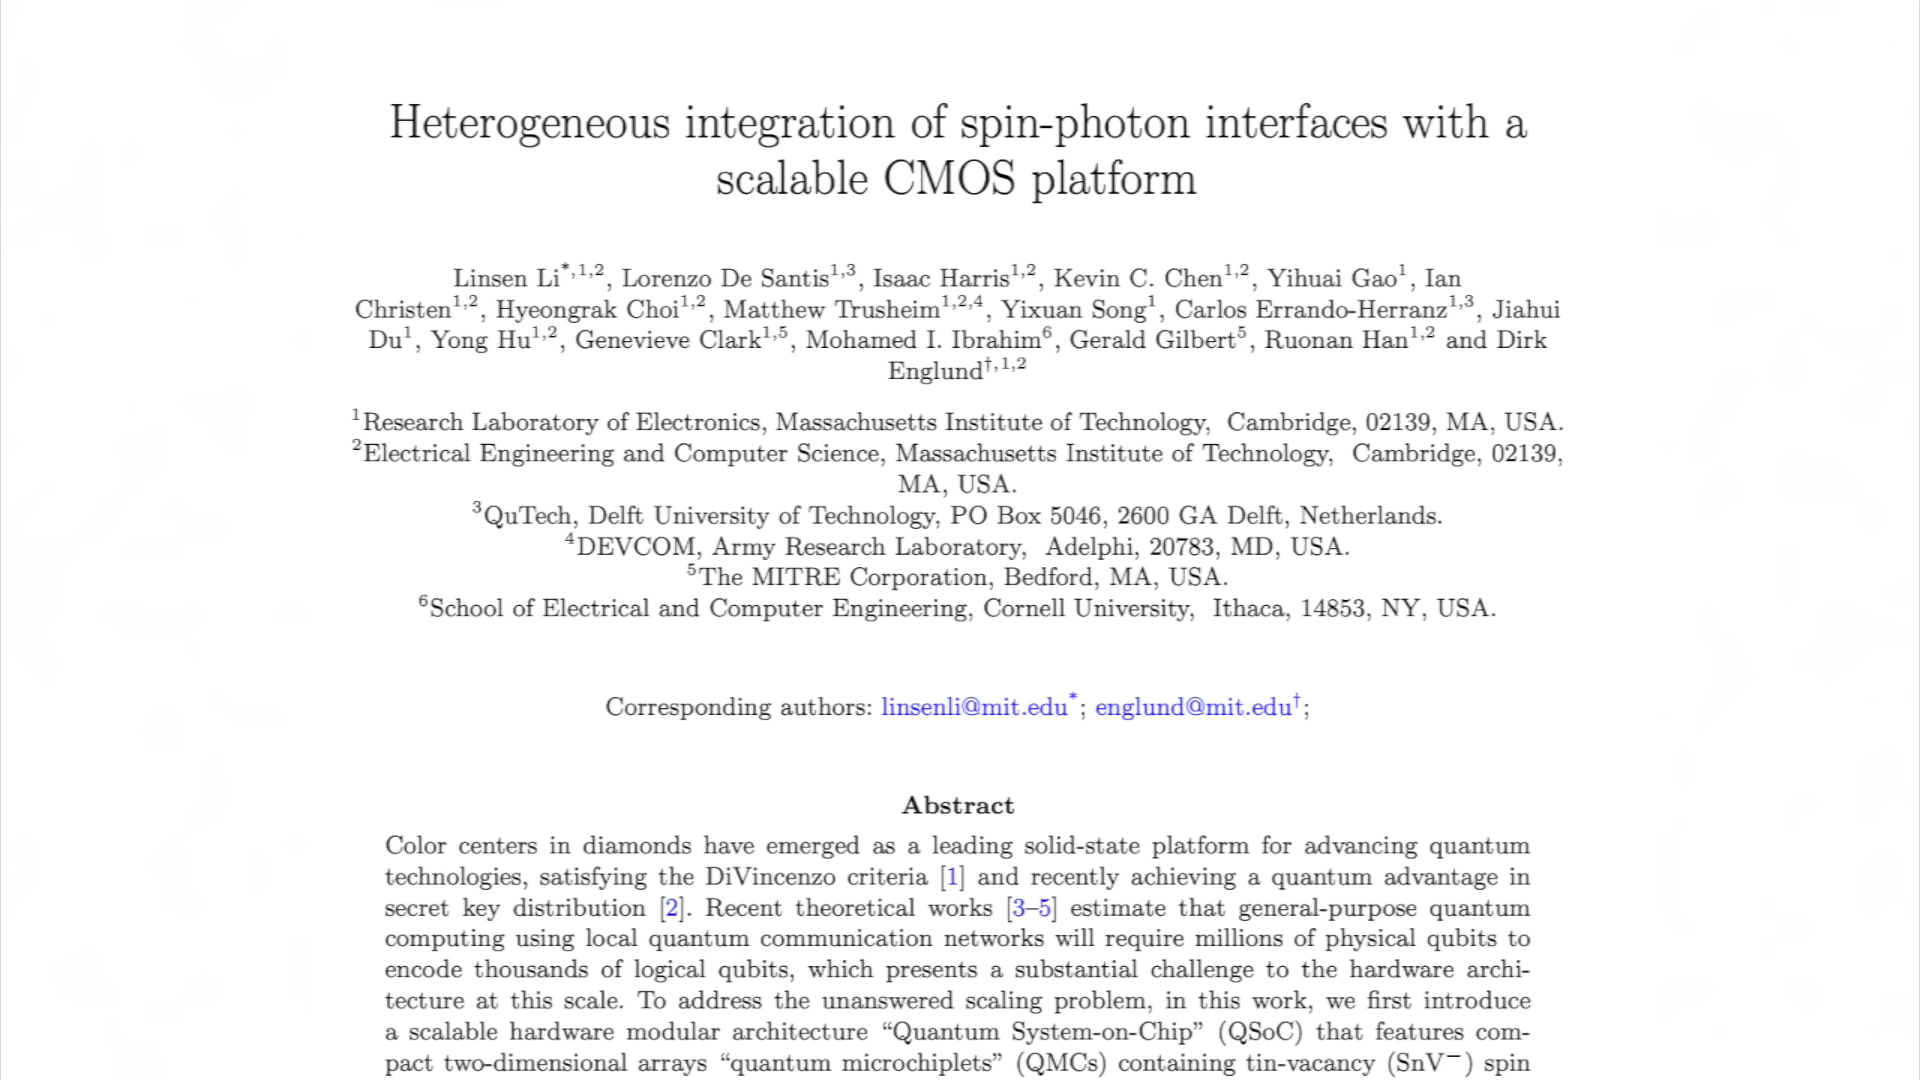 Heterogeneous integration of spin-photon interfaces with a
scalable CMOS platform
Linsen Li*,1,2, Lorenzo De Santis1,3, Isaac Harris1,2, Kevin C. Chen1,2, Yihuai Gao1, Ian
Christen1,2, Hyeongrak Choi1,2, Matthew Trusheim1,2,4, Yixuan Song1, Carlos Errando-Herranz1,3, Jiahui
Du1, Yong Hu1,2, Genevieve Clark1,5, Mohamed I. Ibrahim6, Gerald Gilbert5, Ruonan Han1,2 and Dirk
Englund†,1,2
1Research Laboratory of Electronics, Massachusetts Institute of Technology, Cambridge, 02139, MA, USA.
2Electrical Engineering and Computer Science, Massachusetts Institute of Technology, Cambridge, 02139,
MA, USA.
3QuTech, Delft University of Technology, PO Box 5046, 2600 GA Delft, Netherlands.
4DEVCOM, Army Research Laboratory, Adelphi, 20783, MD, USA.
5The MITRE Corporation, Bedford, MA, USA.
6School of Electrical and Computer Engineering, Cornell University, Ithaca, 14853, NY, USA.
Corresponding authors: linsenli@mit.edu*; englund@mit.edu†;
Abstract
Color centers in diamonds have emerged as a leading solid-state platform for advancing quantum
technologies, satisfying the DiVincenzo criteria [1] and recently achieving a quantum advantage in
secret key distribution [2]. Recent theoretical works [3–5] estimate that general-purpose quantum
computing using local quantum communication networks will require millions of physical qubits to
encode thousands of logical qubits, which presents a substantial challenge to the hardware archi-
tecture at this scale. To address the unanswered scaling problem, in this work, we first introduce
a scalable hardware modular architecture “Quantum System-on-Chip” (QSoC) that features com-
pact two-dimensional arrays “quantum microchiplets” (QMCs) containing tin-vacancy (SnV−) spin